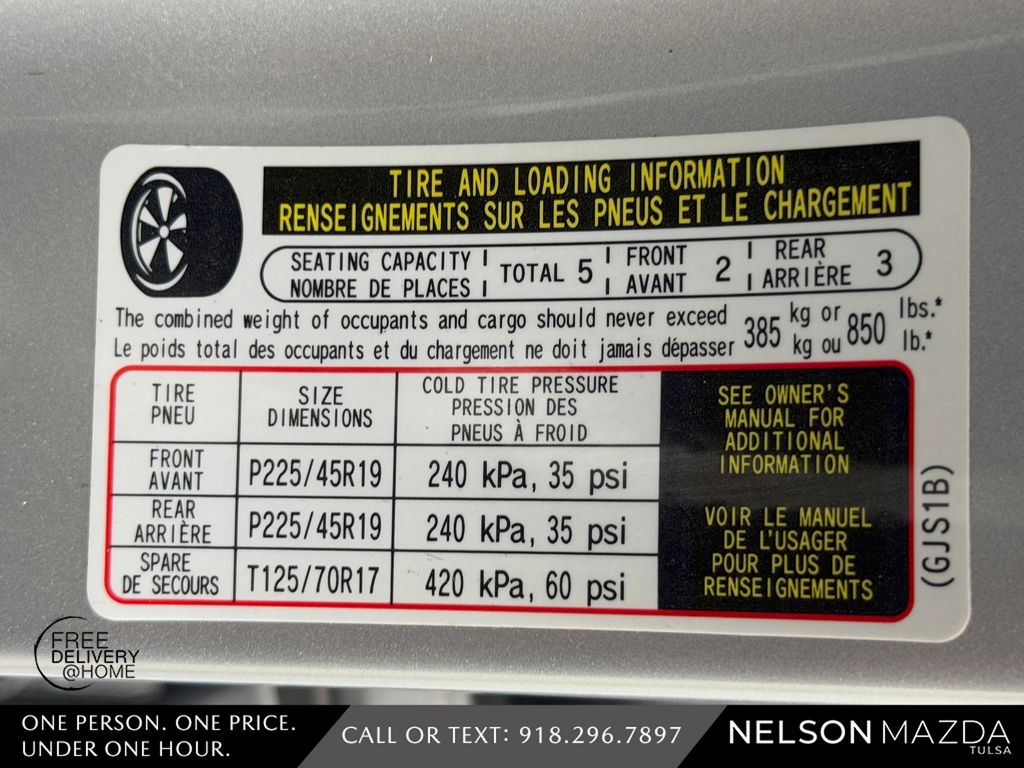 TIRE AND LOADING INFORMATION
RENSEIGNEMENTS SUR LES PNEUS ET LE CHARGEMENT
SEATING CAPACITY | TOTAL 5 | FRONT 2 | REAR 3
NOMBRE DE PLACES | | AVANT | ARRIÈRE
The combined weight of occupants and cargo should never exceed 385 kg or 850 lbs.*
Le poids total des occupants et du chargement ne doit jamais dépasser kg ou lb.*
TIRE
PNEU
SIZE
DIMENSIONS
COLD TIRE PRESSURE
PRESSION DES
PNEUS À FROID
FRONT
AVANT
P225/45R19
240 kPa, 35 psi
REAR
ARRIÈRE
P225/45R19
240 kPa, 35 psi
SPARE
DE SECOURS
T125/70R17
420 kPa, 60 psi
SEE OWNER'S
MANUAL FOR
ADDITIONAL
INFORMATION
VOIR LE MANUEL
DE L'USAGER
POUR PLUS DE
RENSEIGNEMENTS
(GJS1B)
FREE
DELIVERY
@HOME
ONE PERSON. ONE PRICE.
UNDER ONE HOUR.
CALL OR TEXT: 918.296.7897
NELSON MAZDA
TULSA